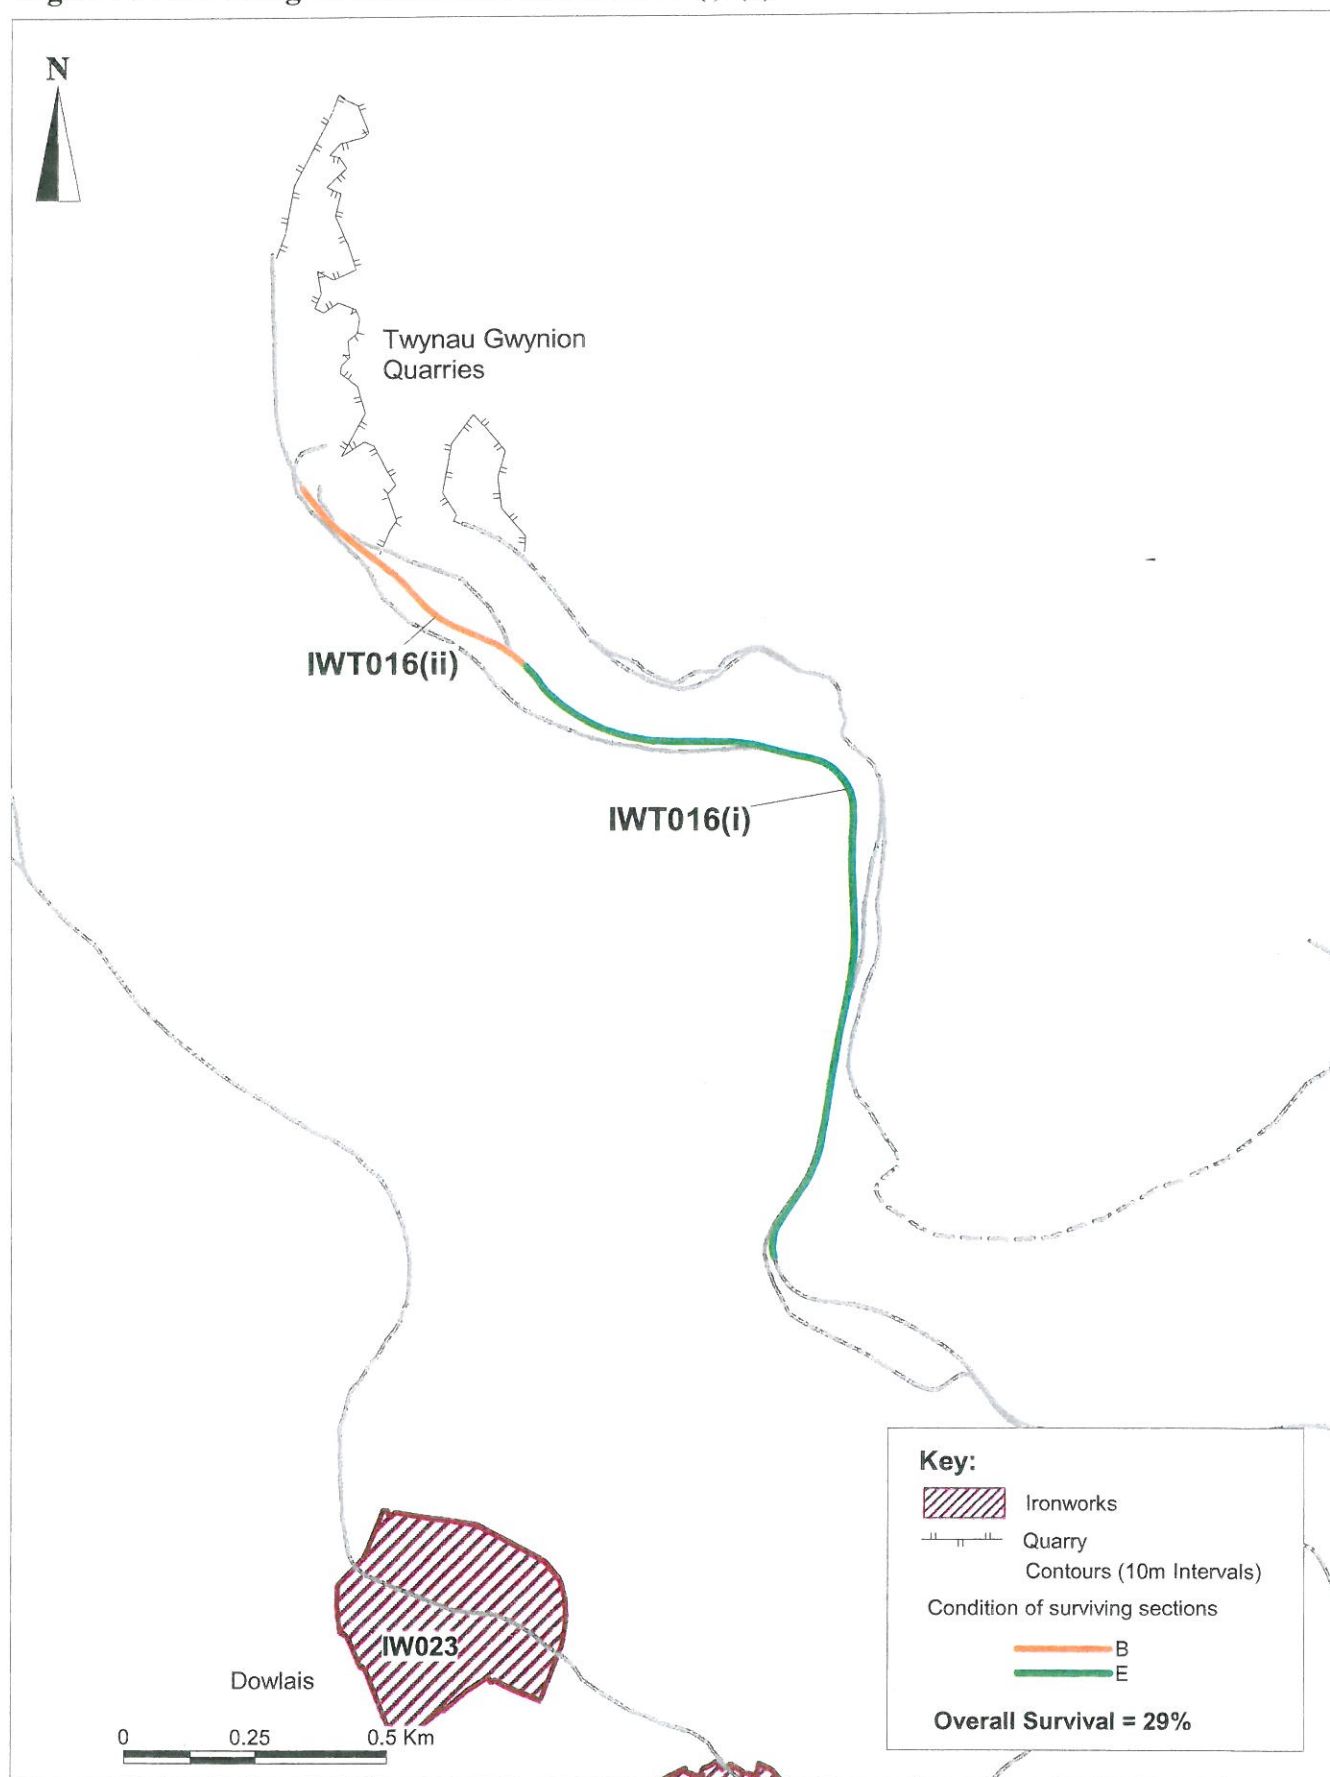 N
Twynau Gwynion
Quarries
IWT016(ii)
IWT016(i)
Key:
Ironworks
Quarry
Contours (10m Intervals)
Condition of surviving sections
B
E
Overall Survival = 29%
IW023
Dowlais
0 0.25 0.5 Km